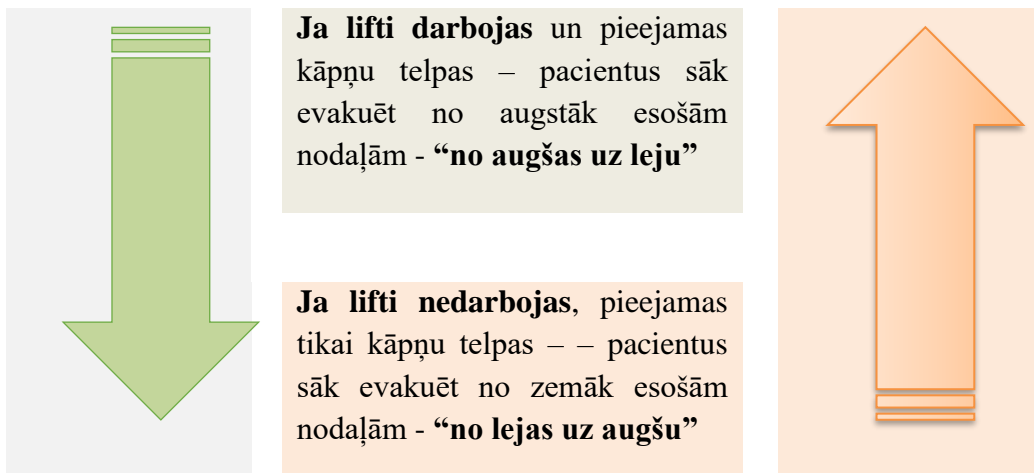 Ja lifti darbojas un pieejamas
kāpņu telpas – pacientus sāk
evakuēt no augstāk esošām
nodaļām - “no augšas uz leju”
Ja lifti nedarbojas, pieejamas
tikai kāpņu telpas – – pacientus
sāk evakuēt no zemāk esošām
nodaļām - “no lejas uz augšu”